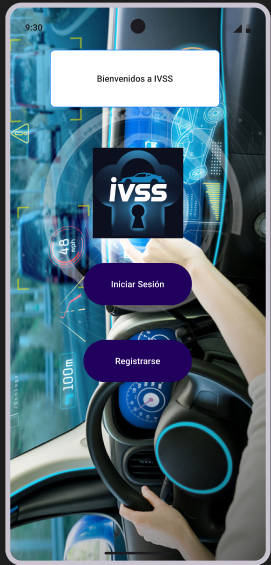 9:30
Bienvenidos a IVSS
ivss
Iniciar Sesión
48
mph
100m
Registrarse